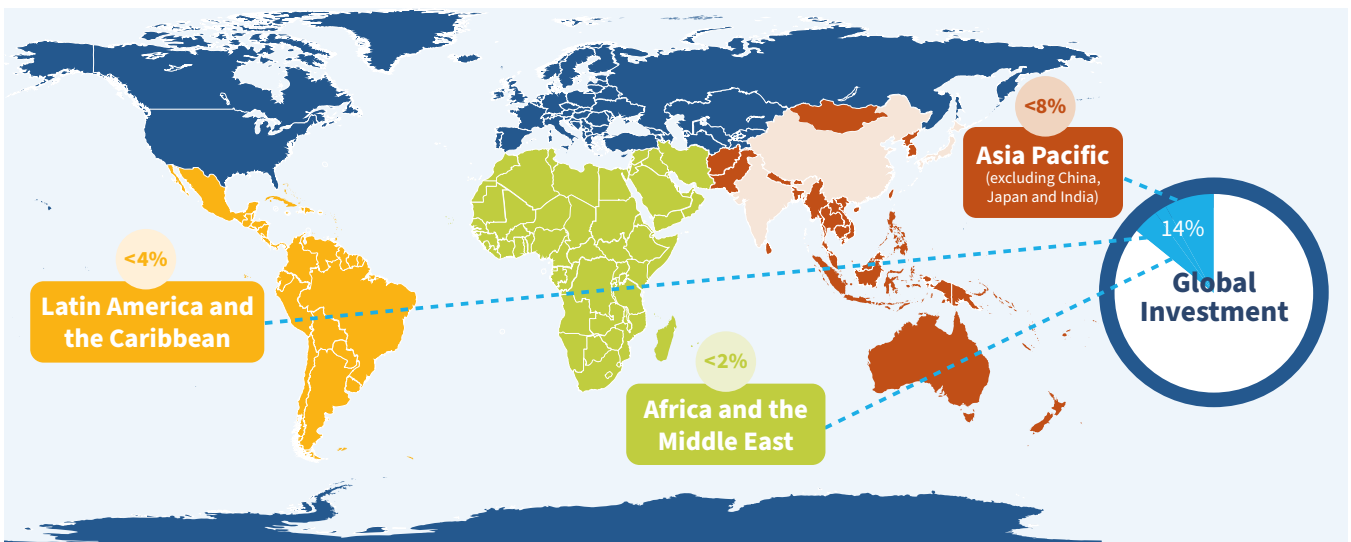 <8%
Asia Pacific
(excluding China,
Japan and India)
14%
Global
Investment
<4%
Latin America and
the Caribbean
<2%
Africa and the
Middle East